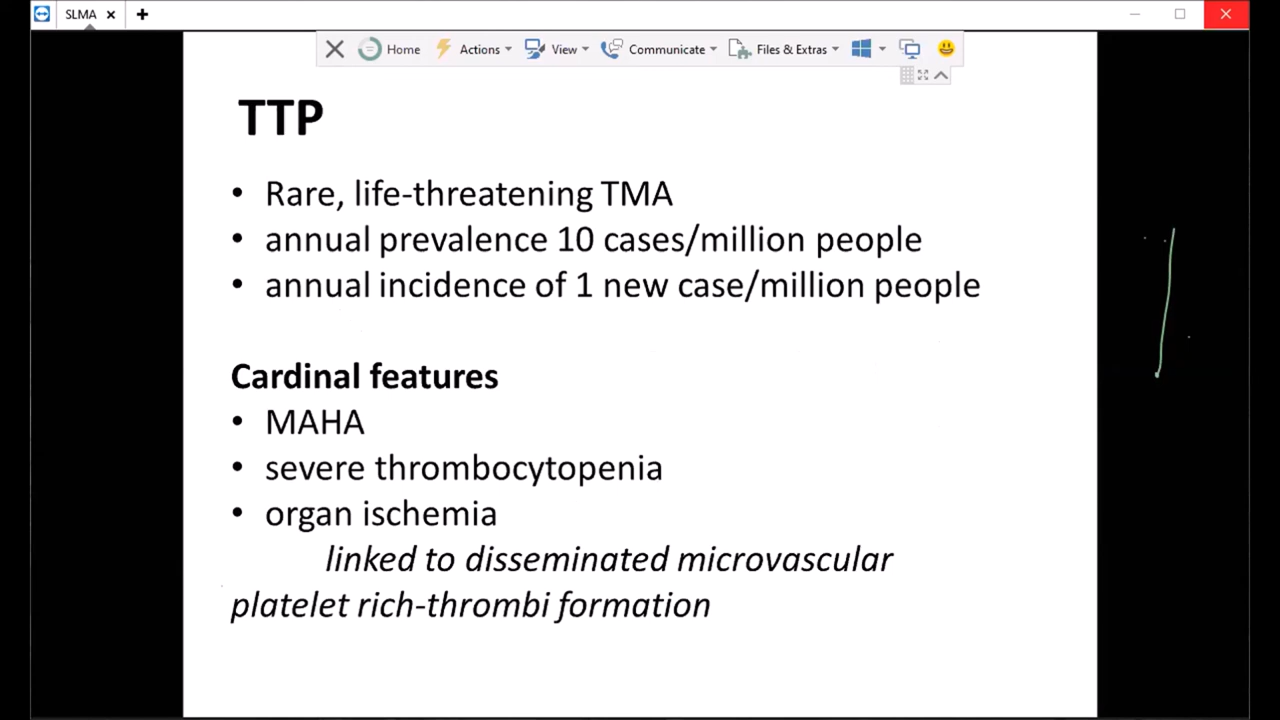 SLMA
Home Actions View Communicate Files & Extras
TTP
• Rare, life-threatening TMA
• annual prevalence 10 cases/million people
• annual incidence of 1 new case/million people
Cardinal features
• MAHA
• severe thrombocytopenia
• organ ischemia
linked to disseminated microvascular
platelet rich-thrombi formation